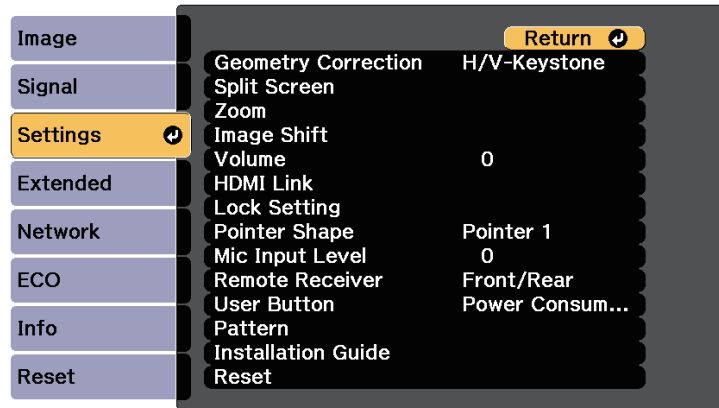 Image
Signal
Settings
Extended
Network
ECO
Info
Reset
Return
Geometry Correction H/V-Keystone
Split Screen
Zoom
Image Shift
Volume 0
HDMI Link
Lock Setting
Pointer Shape Pointer 1
Mic Input Level 0
Remote Receiver Front/Rear
User Button Power Consum...
Pattern
Installation Guide
Reset